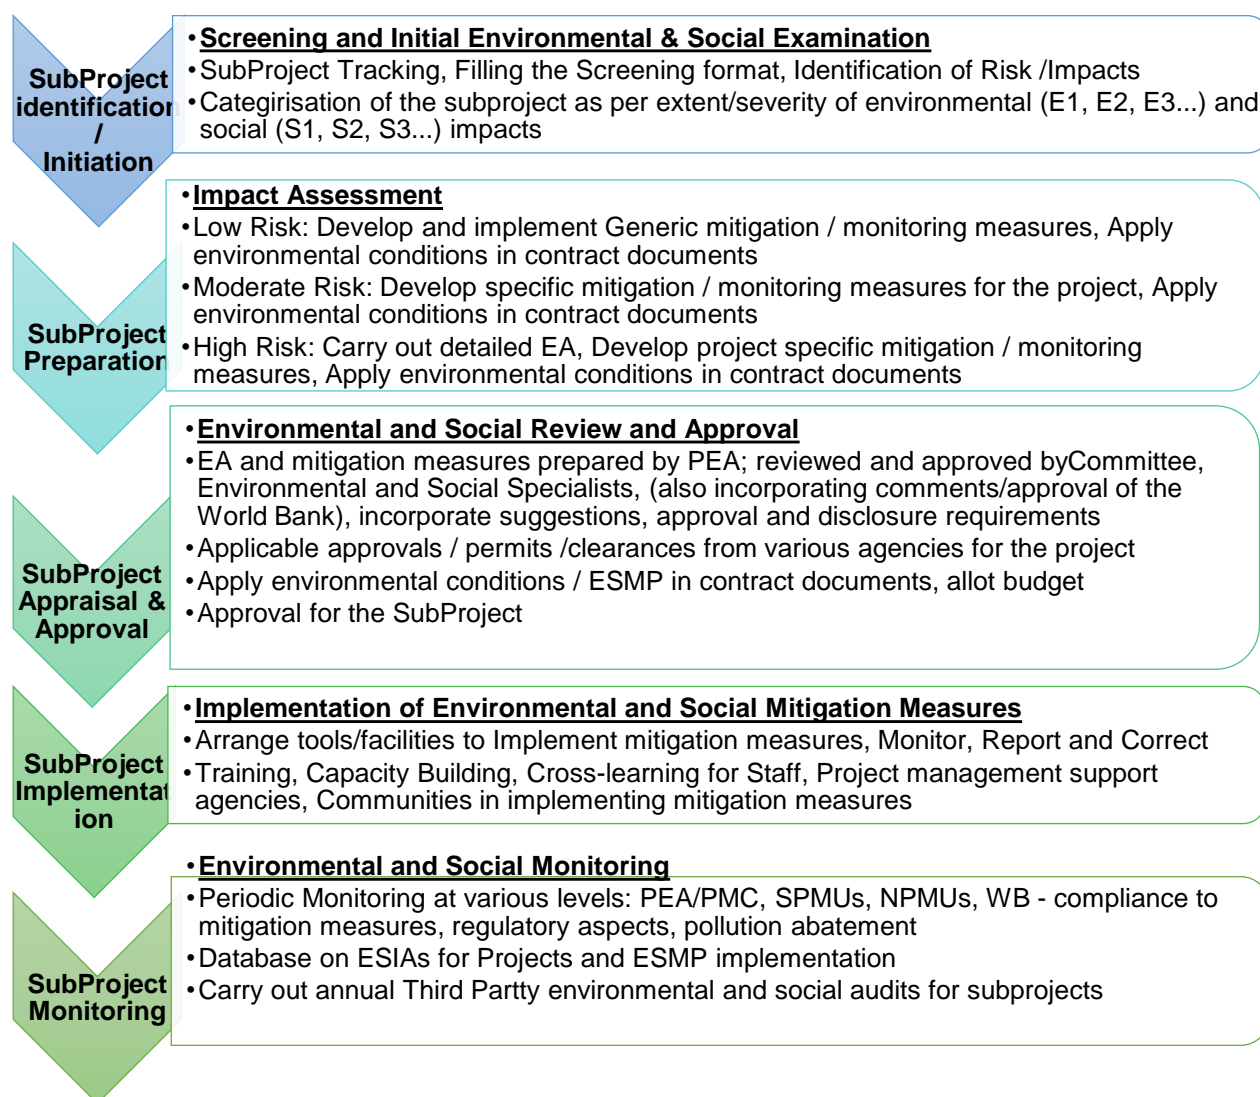 SubProject
identification
/
Initiation
•Screening and Initial Environmental & Social Examination
•SubProject Tracking, Filling the Screening format, Identification of Risk /Impacts
•Categirisation of the subproject as per extent/severity of environmental (E1, E2, E3...) and
social (S1, S2, S3...) impacts
SubProject
Preparation
•Impact Assessment
•Low Risk: Develop and implement Generic mitigation / monitoring measures, Apply
environmental conditions in contract documents
•Moderate Risk: Develop specific mitigation / monitoring measures for the project, Apply
environmental conditions in contract documents
•High Risk: Carry out detailed EA, Develop project specific mitigation / monitoring
measures, Apply environmental conditions in contract documents
SubProject
Appraisal &
Approval
•Environmental and Social Review and Approval
•EA and mitigation measures prepared by PEA; reviewed and approved byCommittee,
Environmental and Social Specialists, (also incorporating comments/approval of the
World Bank), incorporate suggestions, approval and disclosure requirements
•Applicable approvals / permits /clearances from various agencies for the project
•Apply environmental conditions / ESMP in contract documents, allot budget
•Approval for the SubProject
SubProject
Implementat
ion
•Implementation of Environmental and Social Mitigation Measures
•Arrange tools/facilities to Implement mitigation measures, Monitor, Report and Correct
•Training, Capacity Building, Cross-learning for Staff, Project management support
agencies, Communities in implementing mitigation measures
SubProject
Monitoring
•Environmental and Social Monitoring
•Periodic Monitoring at various levels: PEA/PMC, SPMUs, NPMUs, WB - compliance to
mitigation measures, regulatory aspects, pollution abatement
•Database on ESIAs for Projects and ESMP implementation
•Carry out annual Third Partty environmental and social audits for subprojects